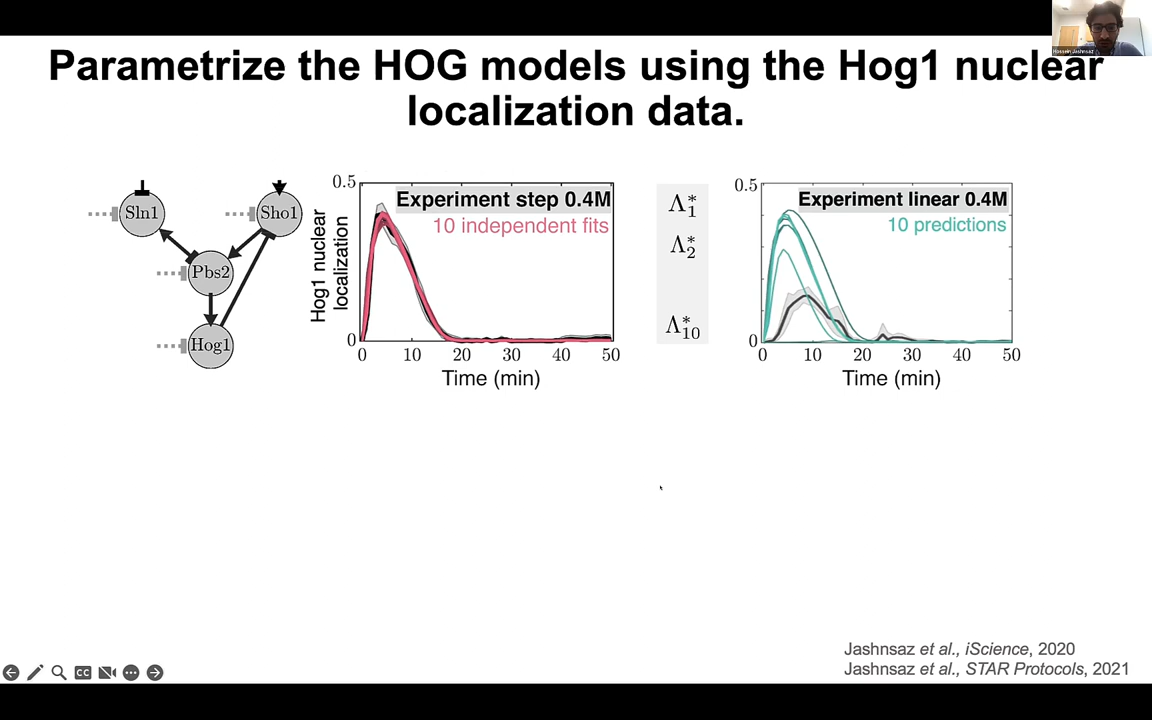 Hossein Jashnsaz
Parametrize the HOG models using the Hog1 nuclear
localization data.
Sln1
Sho1
Pbs2
Hog1
Hog1 nuclear
localization
0.5
0
Experiment step 0.4M
10 independent fits
0 10 20 30 40 50
Time (min)
Λ*1
Λ*2
Λ*10
0.5
0
Experiment linear 0.4M
10 predictions
0 10 20 30 40 50
Time (min)
Jashnsaz et al., iScience, 2020
Jashnsaz et al., STAR Protocols, 2021
CC